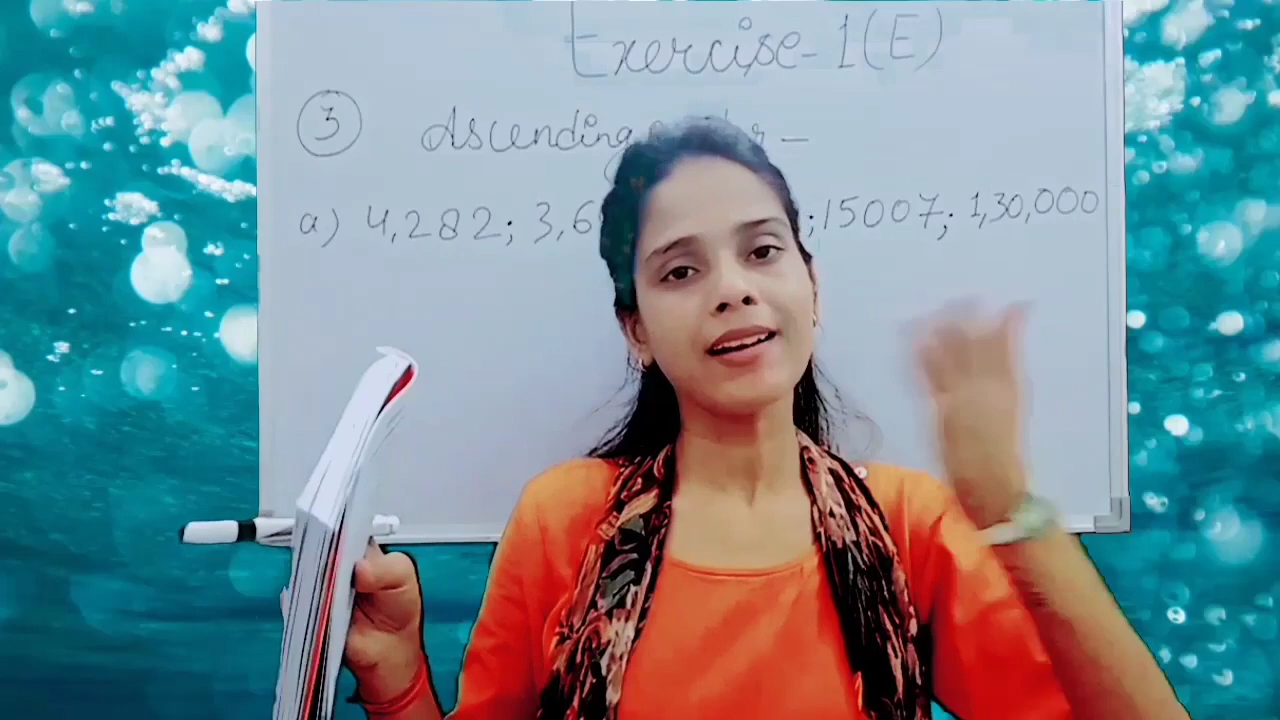 Exercise-1(E)
3 Ascending
a) 4,282; 3,6 ;15007; 1,30,000